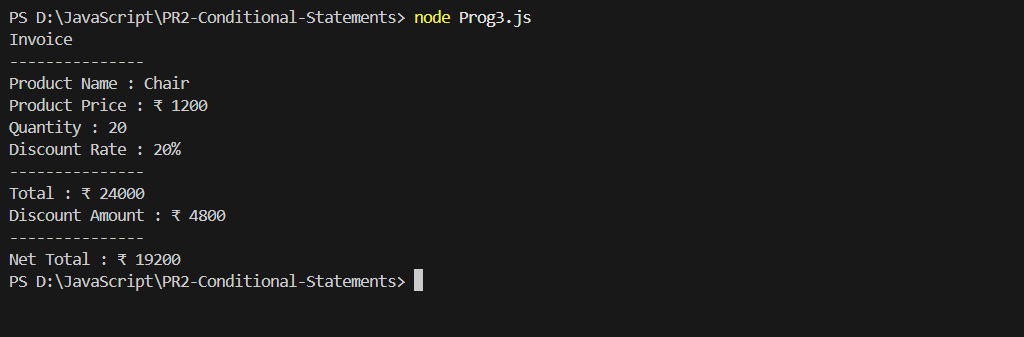 PS D:\JavaScript\PR2-Conditional-Statements> node Prog3.js
Invoice
---------------
Product Name : Chair
Product Price : ₹ 1200
Quantity : 20
Discount Rate : 20%
---------------
Total : ₹ 24000
Discount Amount : ₹ 4800
---------------
Net Total : ₹ 19200
PS D:\JavaScript\PR2-Conditional-Statements>